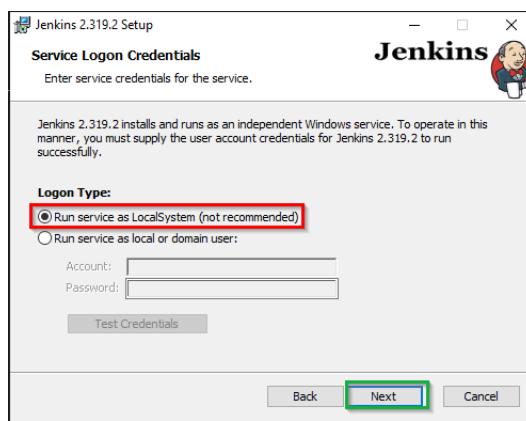 Jenkins 2.319.2 Setup
Service Logon Credentials
Jenkins
Enter service credentials for the service.
Jenkins 2.319.2 installs and runs as an independent Windows service. To operate in this
manner, you must supply the user account credentials for Jenkins 2.319.2 to run
successfully.
Logon Type:
Run service as LocalSystem (not recommended)
Run service as local or domain user:
Account:
Password:
Test Credentials
Back Next Cancel